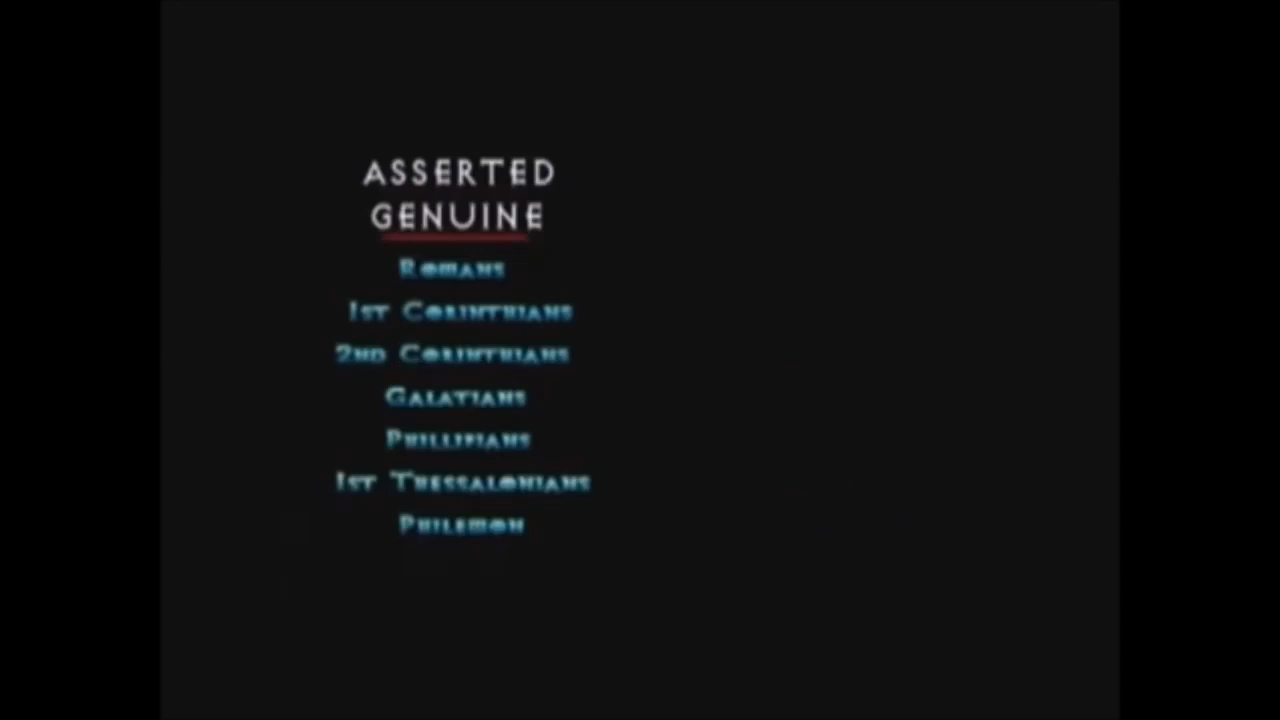 ASSERTED
GENUINE
ROMANS
1ST CORINTHIANS
2ND CORINTHIANS
GALATIANS
PHILLIPIANS
1ST THESSALONIANS
PHILEMON